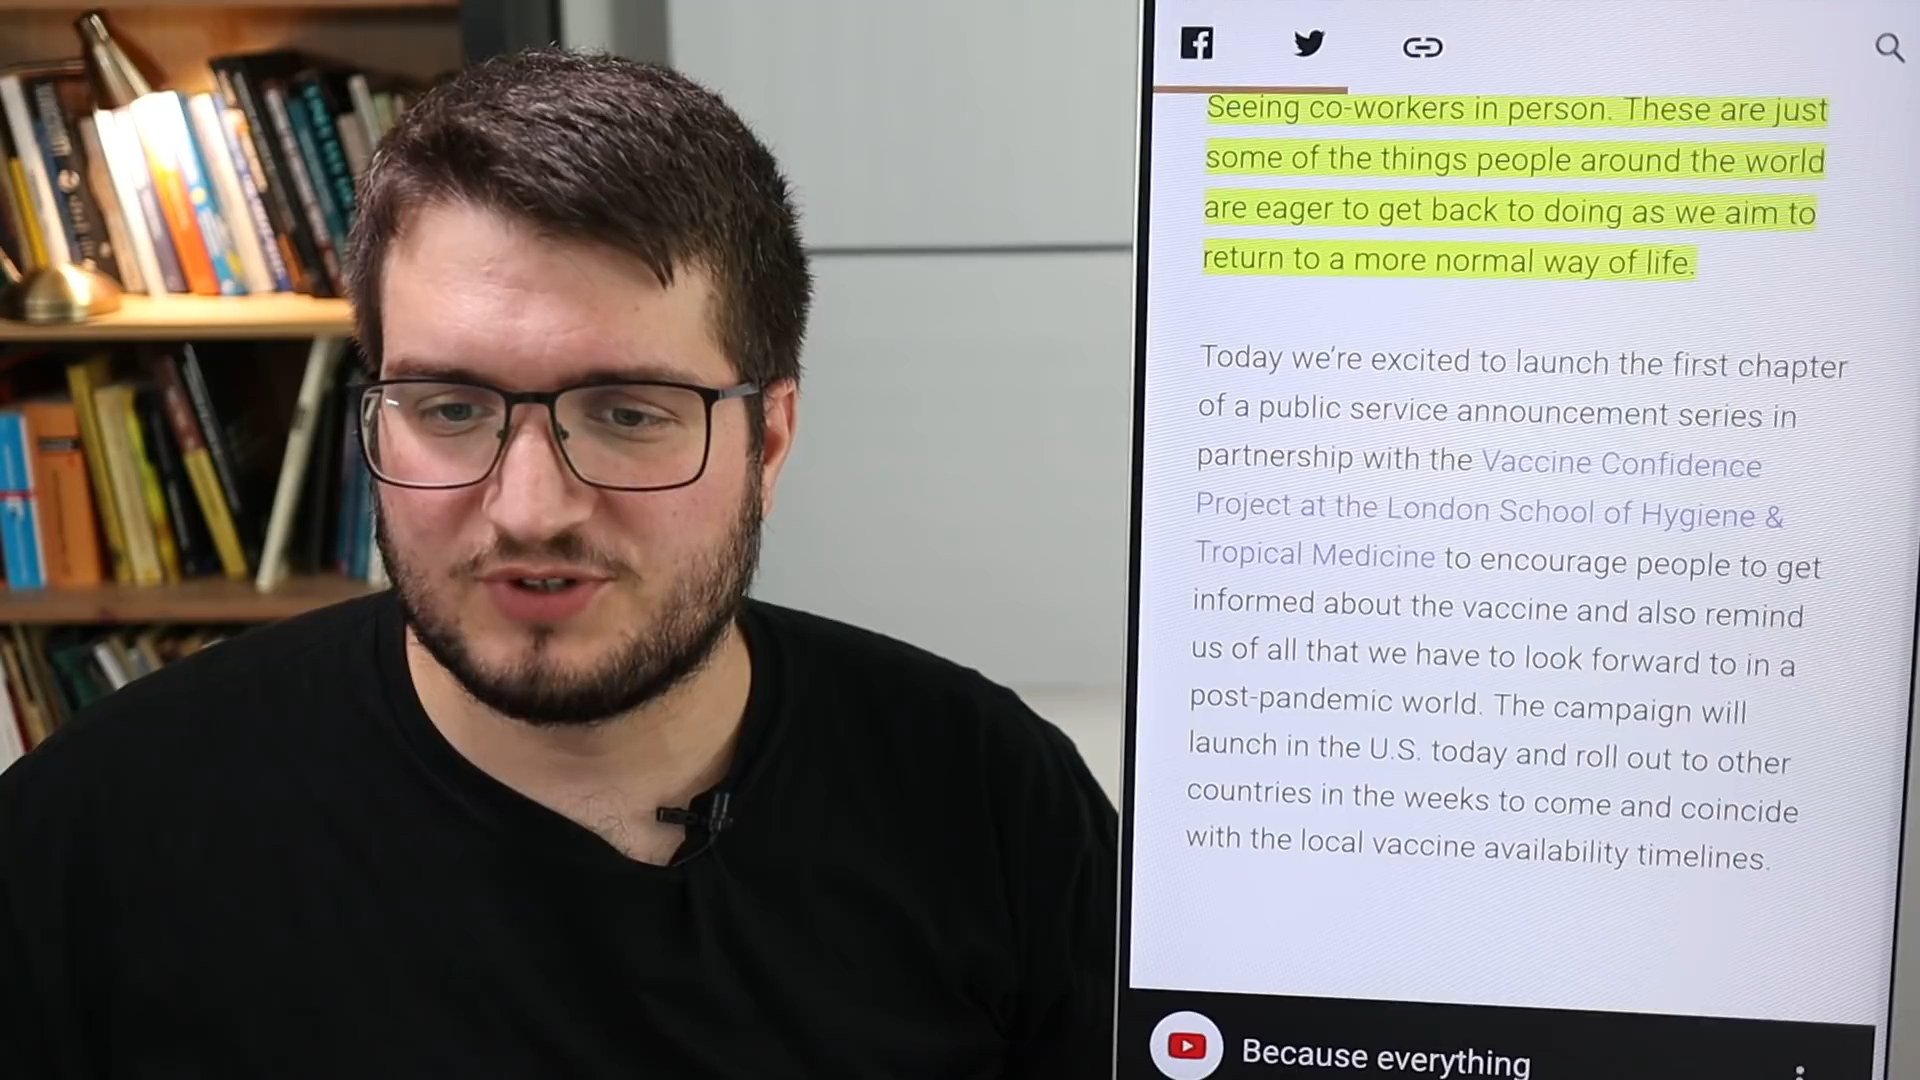 Seeing co-workers in person. These are just
some of the things people around the world
are eager to get back to doing as we aim to
return to a more normal way of life.
Today we're excited to launch the first chapter
of a public service announcement series in
partnership with the Vaccine Confidence
Project at the London School of Hygiene &
Tropical Medicine to encourage people to get
informed about the vaccine and also remind
us of all that we have to look forward to in a
post-pandemic world. The campaign will
launch in the U.S. today and roll out to other
countries in the weeks to come and coincide
with the local vaccine availability timelines.
Because everything